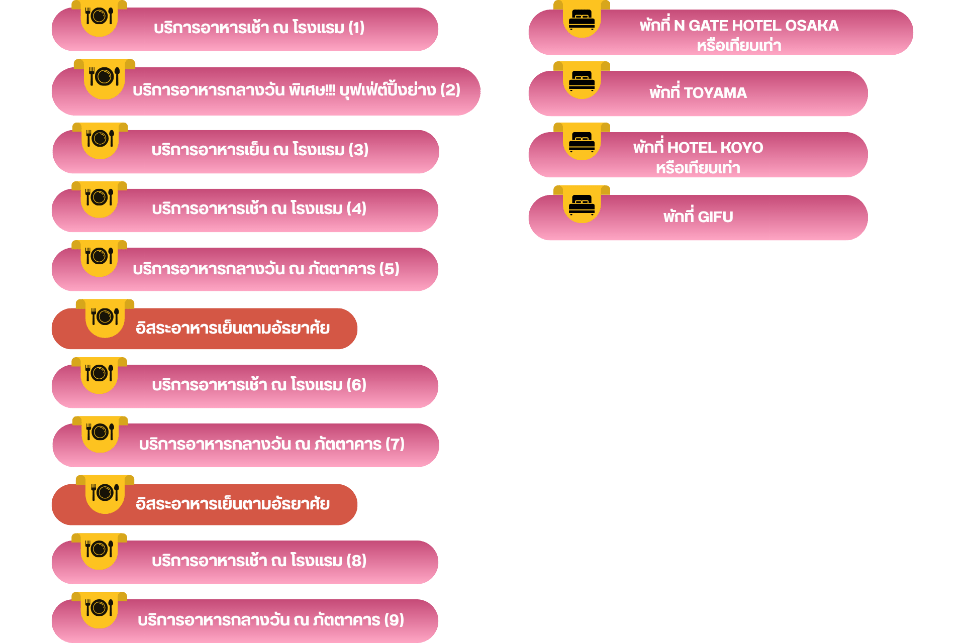 บริการอาหารเช้า ณ โรงแรม (1)
บริการอาหารกลางวัน พิเศษ!!! บุฟเฟ่ต์ปิ้งย่าง (2)
บริการอาหารเย็น ณ โรงแรม (3)
บริการอาหารเช้า ณ โรงแรม (4)
บริการอาหารกลางวัน ณ ภัตตาคาร (5)
อิสระอาหารเย็นตามอัธยาศัย
บริการอาหารเช้า ณ โรงแรม (6)
บริการอาหารกลางวัน ณ ภัตตาคาร (7)
อิสระอาหารเย็นตามอัธยาศัย
บริการอาหารเช้า ณ โรงแรม (8)
บริการอาหารกลางวัน ณ ภัตตาคาร (9)
พักที่ N GATE HOTEL OSAKA
หรือเทียบเท่า
พักที่ TOYAMA
พักที่ HOTEL KOYO
หรือเทียบเท่า
พักที่ GIFU